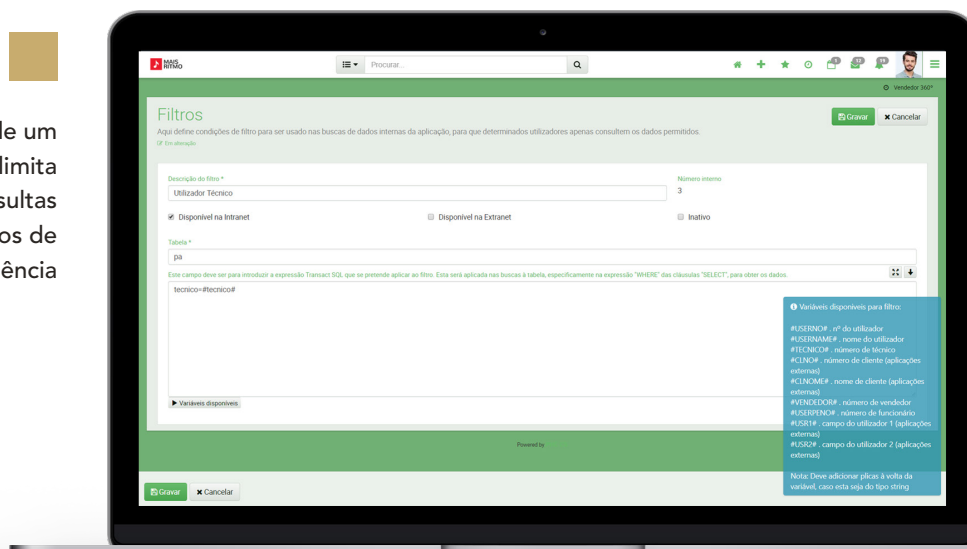 de um
limita
sultas
os de
ência
MAIS
RITMO
Procurar...
1
12
19
Vendedor 360º
Filtros
Aqui define condições de filtro para ser usado nas buscas de dados internas da aplicação, para que determinados utilizadores apenas consultem os dados permitidos.
Em alteração
Gravar
Cancelar
Descrição do filtro *
Número interno
Utilizador Técnico
3
Disponível na Intranet
Disponível na Extranet
Inativo
Tabela *
pa
Este campo deve ser para introduzir a expressão Transact SQL que se pretende aplicar ao filtro. Esta será aplicada nas buscas à tabela, especificamente na expressão "WHERE" das cláusulas "SELECT", para obter os dados.
tecnico=#tecnico#
Variáveis disponíveis
Variáveis disponíveis para filtro:
#USERNO# . nº do utilizador
#USERNAME# . nome do utilizador
#TECNICO# . número de técnico
#CLNO# . número de cliente (aplicações
externas)
#CLNOME# . nome de cliente (aplicações
externas)
#VENDEDOR# . número de vendedor
#USERPENO# . número de funcionário
#USR1# . campo do utilizador 1 (aplicações
externas)
#USR2# . campo do utilizador 2 (aplicações
externas)
Nota: Deve adicionar plicas à volta da
variável, caso esta seja do tipo string
Powered by
Gravar
Cancelar